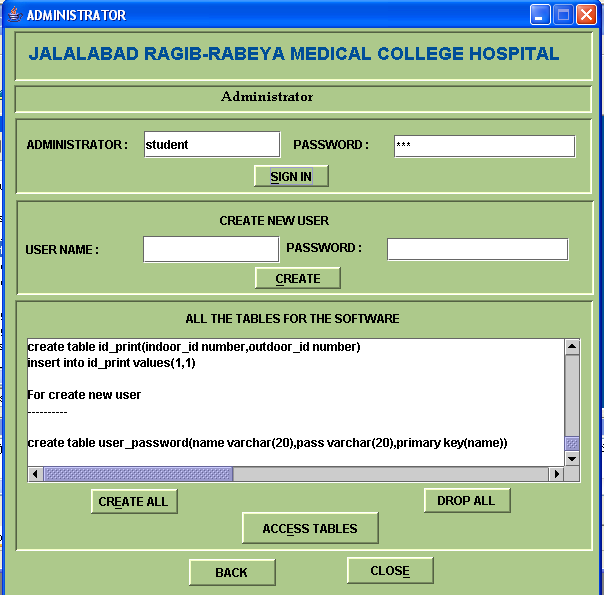 ADMINISTRATOR
JALALABAD RAGIB-RABEYA MEDICAL COLLEGE HOSPITAL
Administrator
ADMINISTRATOR : student PASSWORD : ***
SIGN IN
CREATE NEW USER
USER NAME : PASSWORD :
CREATE
ALL THE TABLES FOR THE SOFTWARE
create table id_print(indoor_id number,outdoor_id number)
insert into id_print values(1,1)
For create new user
----------
create table user_password(name varchar(20),pass varchar(20),primary key(name))
CREATE ALL DROP ALL
ACCESS TABLES
BACK CLOSE